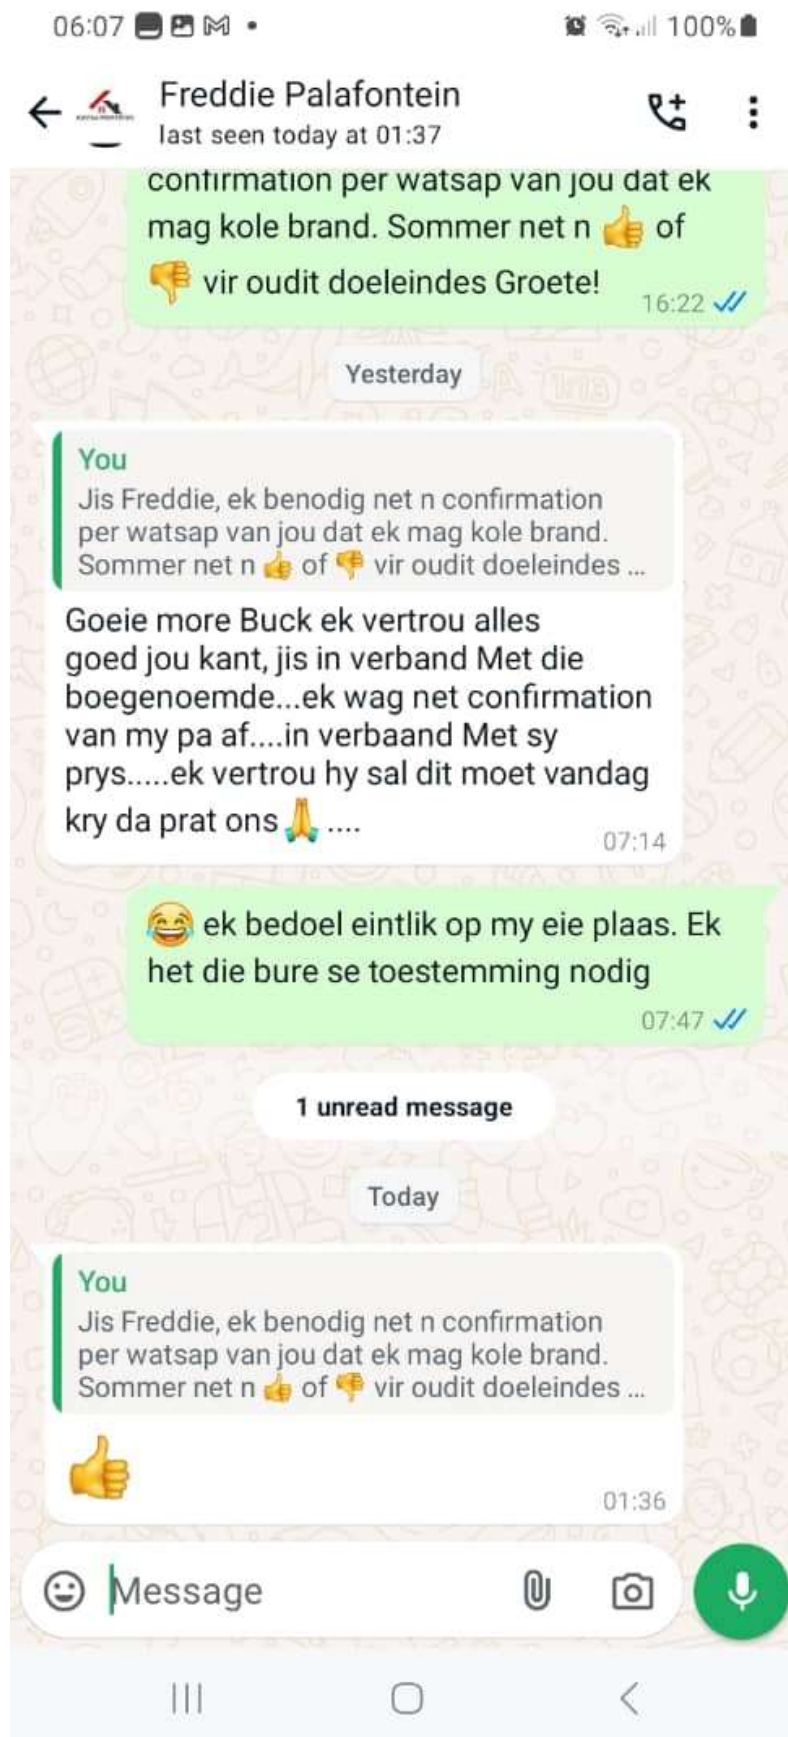 06:07
100%
Freddie Palafontein
last seen today at 01:37
confirmation per watsap van jou dat ek
mag kole brand. Sommer net n 👍 of
👎 vir oudit doeleindes Groete!
16:22
Yesterday
You
Jis Freddie, ek benodig net n confirmation
per watsap van jou dat ek mag kole brand.
Sommer net n 👍 of 👎 vir oudit doeleindes ...
Goeie more Buck ek vertrou alles
goed jou kant, jis in verband Met die
boegenoemde...ek wag net confirmation
van my pa af....in verbaand Met sy
prys.....ek vertrou hy sal dit moet vandag
kry da prat ons 🙏 ....
07:14
😂 ek bedoel eintlik op my eie plaas. Ek
het die bure se toestemming nodig
07:47
1 unread message
Today
You
Jis Freddie, ek benodig net n confirmation
per watsap van jou dat ek mag kole brand.
Sommer net n 👍 of 👎 vir oudit doeleindes ...
👍
01:36
Message